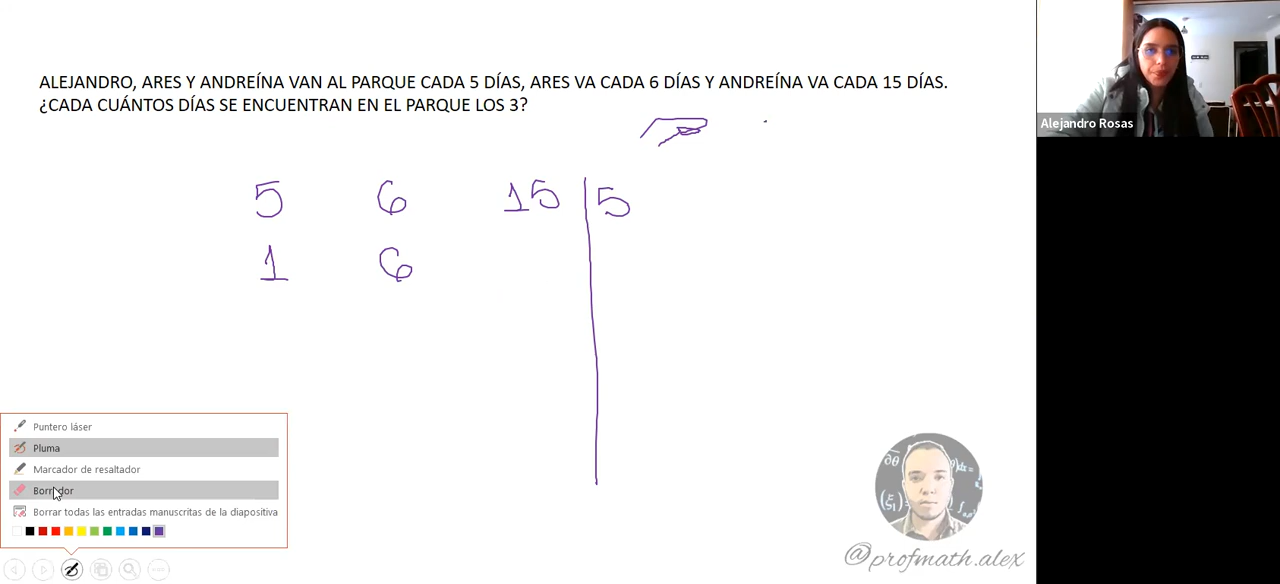 ALEJANDRO, ARES Y ANDREÍNA VAN AL PARQUE CADA 5 DÍAS, ARES VA CADA 6 DÍAS Y ANDREÍNA VA CADA 15 DÍAS.
¿CADA CUÁNTOS DÍAS SE ENCUENTRAN EN EL PARQUE LOS 3?
Alejandro Rosas
5 6 15 5
1 6
Puntero láser
Pluma
Marcador de resaltador
Borrador
Borrar todas las entradas manuscritas de la diapositiva
@profmath.alex